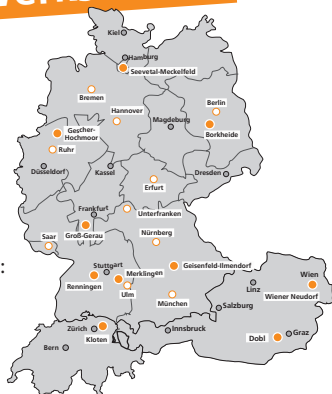 Kiel
Hamburg
Seevetal-Meckelfeld
Bremen
Hannover
Berlin
Magdeburg
Borkheide
Gescher-
Hochmoor
Ruhr
Düsseldorf
Kassel
Dresden
Erfurt
Frankfurt
Unterfranken
Groß-Gerau
Nürnberg
Saar
Stuttgart
Geisenfeld-Ilmendorf
Merklingen
Renningen
Ulm
München
Wien
Linz
Wiener Neudorf
Salzburg
Zürich
Innsbruck
Kloten
Bern
Dobl
Graz
: